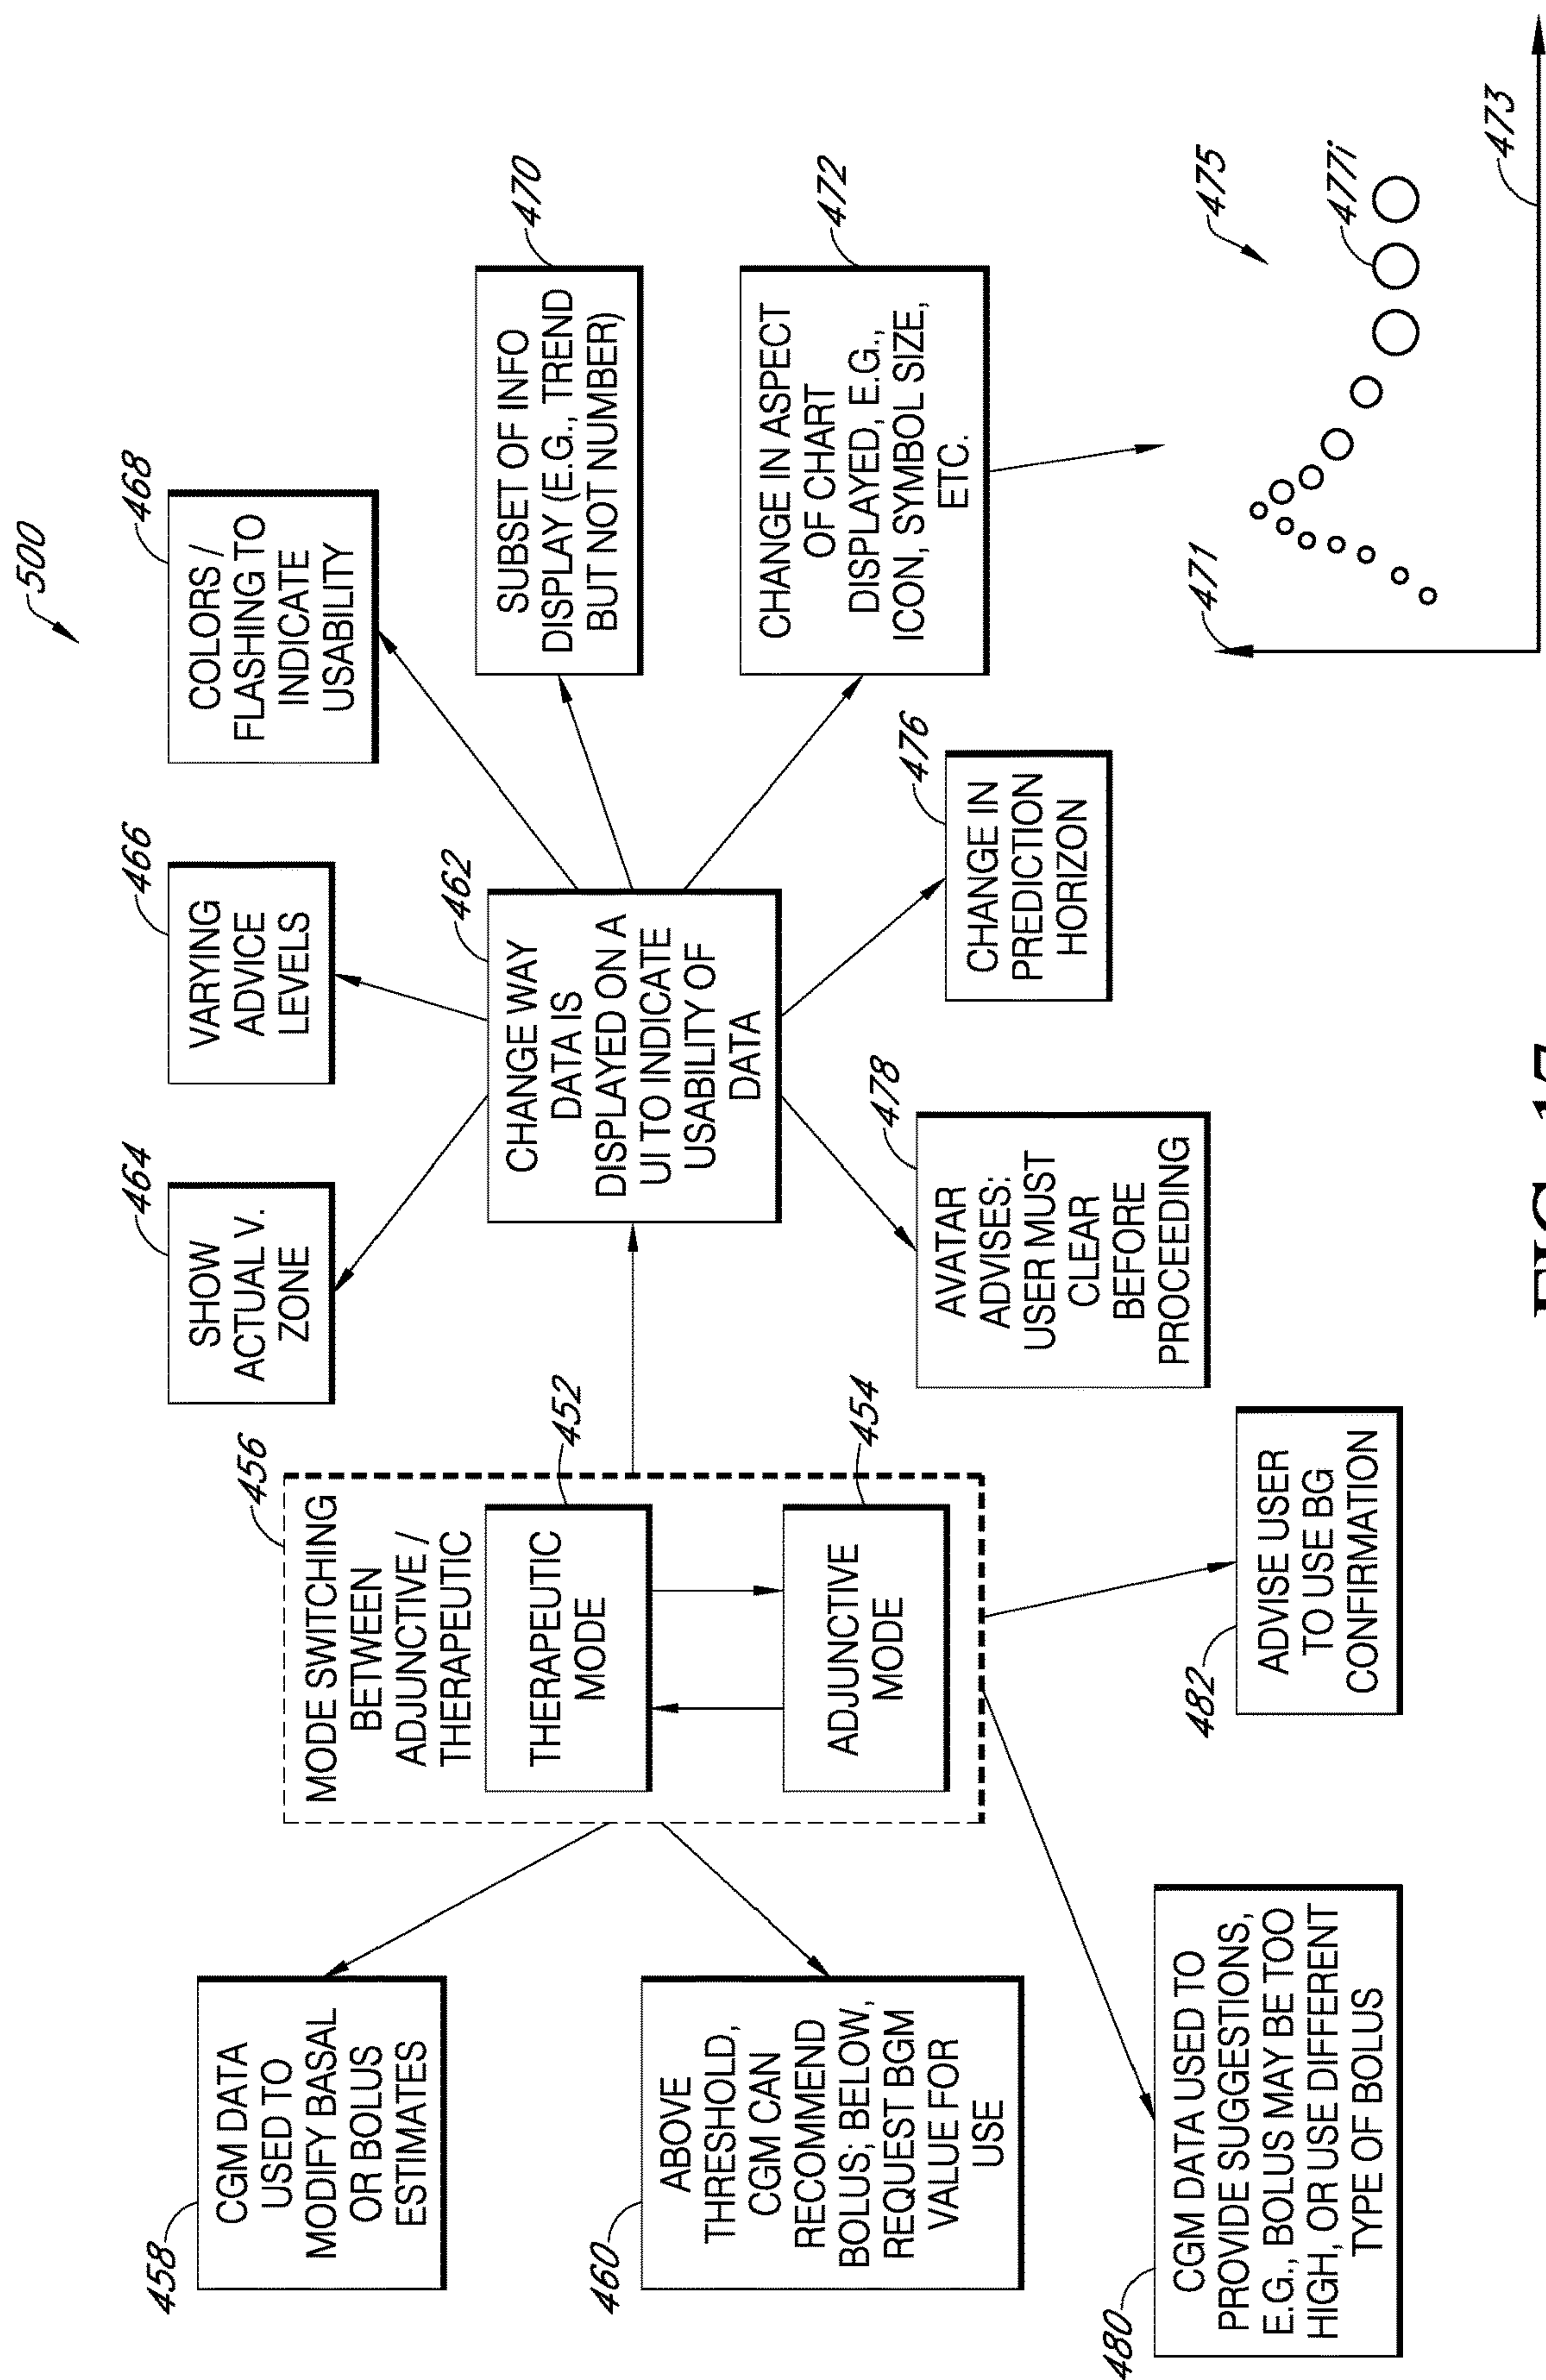 500
458
CGM DATA
USED TO
MODIFY BASAL
OR BOLUS
ESTIMATES
460
ABOVE
THRESHOLD,
CGM CAN
RECOMMEND
BOLUS; BELOW,
REQUEST BGM
VALUE FOR
USE
480
CGM DATA USED TO
PROVIDE SUGGESTIONS,
E.G., BOLUS MAY BE TOO
HIGH, OR USE DIFFERENT
TYPE OF BOLUS
456
MODE SWITCHING
BETWEEN
ADJUNCTIVE /
THERAPEUTIC
452
THERAPEUTIC
MODE
454
ADJUNCTIVE
MODE
482
ADVISE USER
TO USE BG
CONFIRMATION
464
SHOW
ACTUAL V.
ZONE
466
VARYING
ADVICE
LEVELS
468
COLORS /
FLASHING TO
INDICATE
USABILITY
462
CHANGE WAY
DATA IS
DISPLAYED ON A
UI TO INDICATE
USABILITY OF
DATA
470
SUBSET OF INFO
DISPLAY (E.G., TREND
BUT NOT NUMBER)
472
CHANGE IN ASPECT
OF CHART
DISPLAYED, E.G.,
ICON, SYMBOL SIZE,
ETC.
478
AVATAR
ADVISES:
USER MUST
CLEAR
BEFORE
PROCEEDING
476
CHANGE IN
PREDICTION
HORIZON
471
475
477i
473
FIG. 17